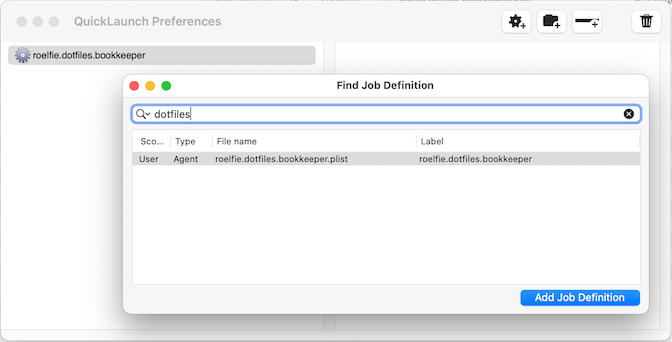 QuickLaunch Preferences
roelfie.dotfiles.bookkeeper
Find Job Definition
dotfiles
Sco... Type File name Label
User Agent roelfie.dotfiles.bookkeeper.plist roelfie.dotfiles.bookkeeper
Add Job Definition